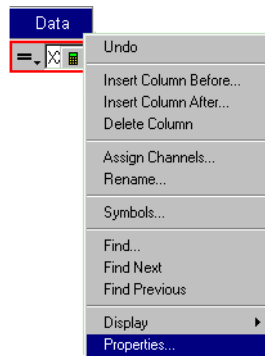 Data
Undo
Insert Column Before...
Insert Column After...
Delete Column
Assign Channels...
Rename...
Symbols...
Find...
Find Next
Find Previous
Display
Properties...